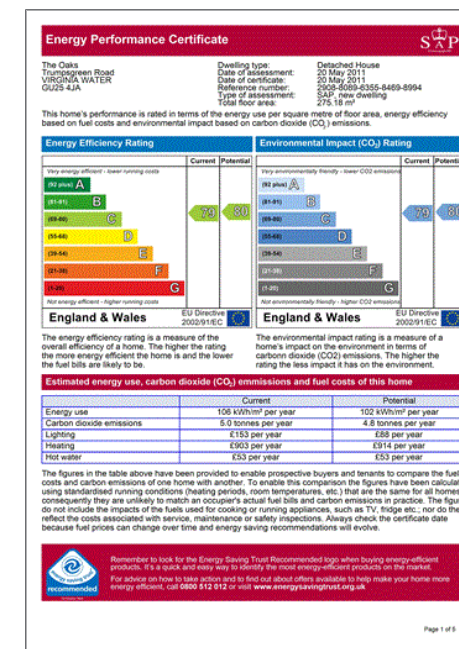 Energy Performance Certificate
SAP
The Oaks
Trumpsgreen Road
VIRGINIA WATER
GU25 4JA
Dwelling type: Detached House
Date of assessment: 20 May 2011
Date of certificate: 20 May 2011
Reference number: 2908-8089-6355-8469-8994
Type of assessment: SAP, new dwelling
Total floor area: 275.18 m²
This home's performance is rated in terms of the energy use per square metre of floor area, energy efficiency
based on fuel costs and environmental impact based on carbon dioxide (CO₂) emissions.
Energy Efficiency Rating
Current Potential
Very energy efficient - lower running costs
(92 plus) A
(81-91) B
(69-80) C
(55-68) D
(39-54) E
(21-38) F
(1-20) G
79 80
Not energy efficient - higher running costs
England & Wales
EU Directive
2002/91/EC
Environmental Impact (CO₂) Rating
Current Potential
Very environmentally friendly - lower CO2 emissions
(92 plus) A
(81-91) B
(69-80) C
(55-68) D
(39-54) E
(21-38) F
(1-20) G
79 80
Not environmentally friendly - higher CO2 emissions
England & Wales
EU Directive
2002/91/EC
The energy efficiency rating is a measure of the
overall efficiency of a home. The higher the rating
the more energy efficient the home is and the lower
the fuel bills are likely to be.
The environmental impact rating is a measure of a
home's impact on the environment in terms of
carbonn dioxide (CO2) emissions. The higher the
rating the less impact it has on the environment.
Estimated energy use, carbon dioxide (CO₂) emmissions and fuel costs of this home
Current Potential
Energy use 106 kWh/m² per year 102 kWh/m² per year
Carbon dioxide emissions 5.0 tonnes per year 4.8 tonnes per year
Lighting £153 per year £88 per year
Heating £903 per year £914 per year
Hot water £53 per year £53 per year
The figures in the table above have been provided to enable prospective buyers and tenants to compare the fuel
costs and carbon emissions of one home with another. To enable this comparison the figures have been calculat
using standardised running conditions (heating periods, room temperatures, etc.) that are the same for all homes
consequently they are unlikely to match an occupier's actual fuel bills and carbon emissions in practice. The figu
do not include the impacts of the fuels used for cooking or running appliances, such as TV, fridge etc.; nor do the
reflect the costs associated with service, maintenance or safety inspections. Always check the certificate date
because fuel prices can change over time and energy saving recommendations will evolve.
Energy saving trust
recommended
Remember to look for the Energy Saving Trust Recommended logo when buying energy-efficient
products. It's a quick and easy way to identify the most energy-efficient products on the market.
For advice on how to take action and to find out about offers available to help make your home more
energy efficient, call 0800 512 012 or visit www.energysavingtrust.org.uk
Page 1 of 5